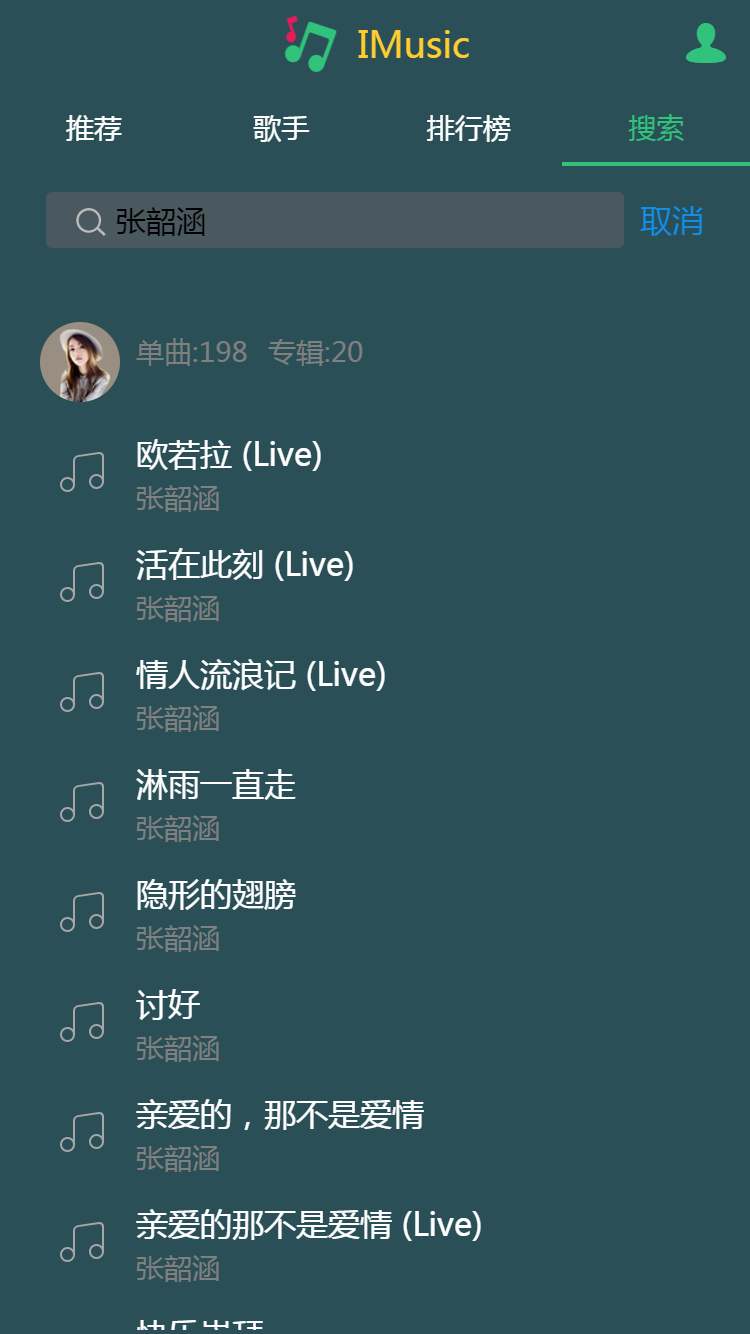 IMusic
推荐 歌手 排行榜 搜索
张韶涵 取消
单曲:198 专辑:20
欧若拉 (Live)
张韶涵
活在此刻 (Live)
张韶涵
情人流浪记 (Live)
张韶涵
淋雨一直走
张韶涵
隐形的翅膀
张韶涵
讨好
张韶涵
亲爱的，那不是爱情
张韶涵
亲爱的那不是爱情 (Live)
张韶涵